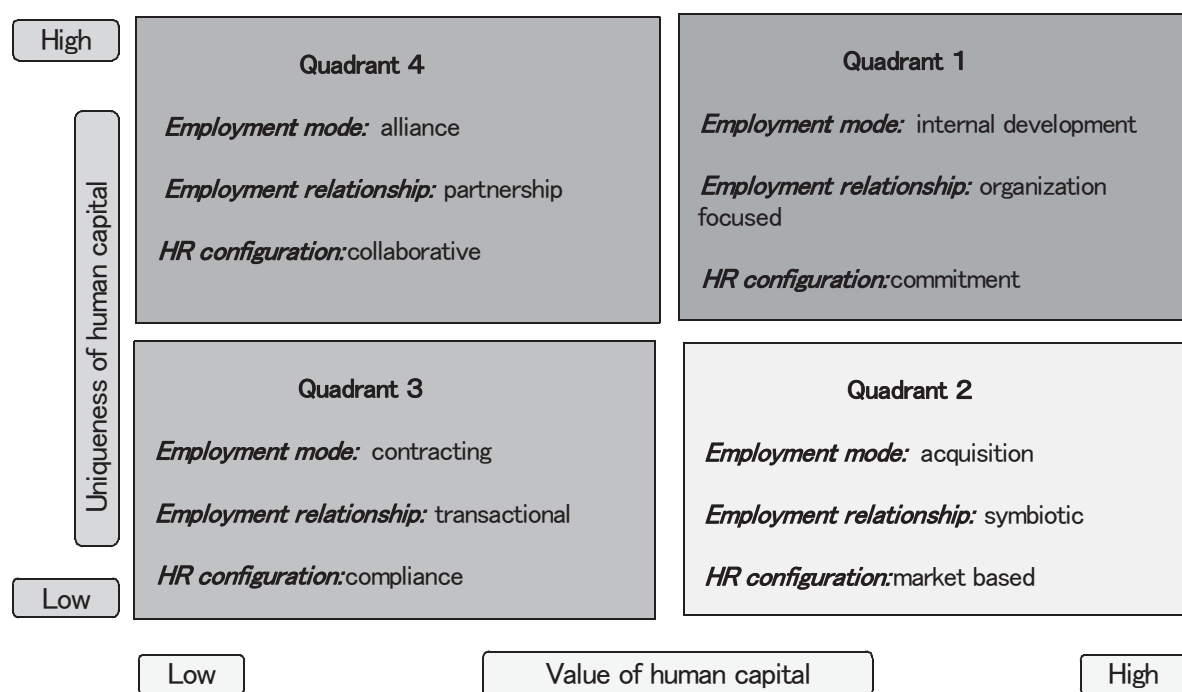 High
Quadrant 4
Employment mode: alliance
Employment relationship: partnership
HR configuration:collaborative
Quadrant 1
Employment mode: internal development
Employment relationship: organization
focused
HR configuration:commitment
Uniqueness of human capital
Quadrant 3
Employment mode: contracting
Employment relationship: transactional
HR configuration:compliance
Quadrant 2
Employment mode: acquisition
Employment relationship: symbiotic
HR configuration:market based
Low
Low
Value of human capital
High